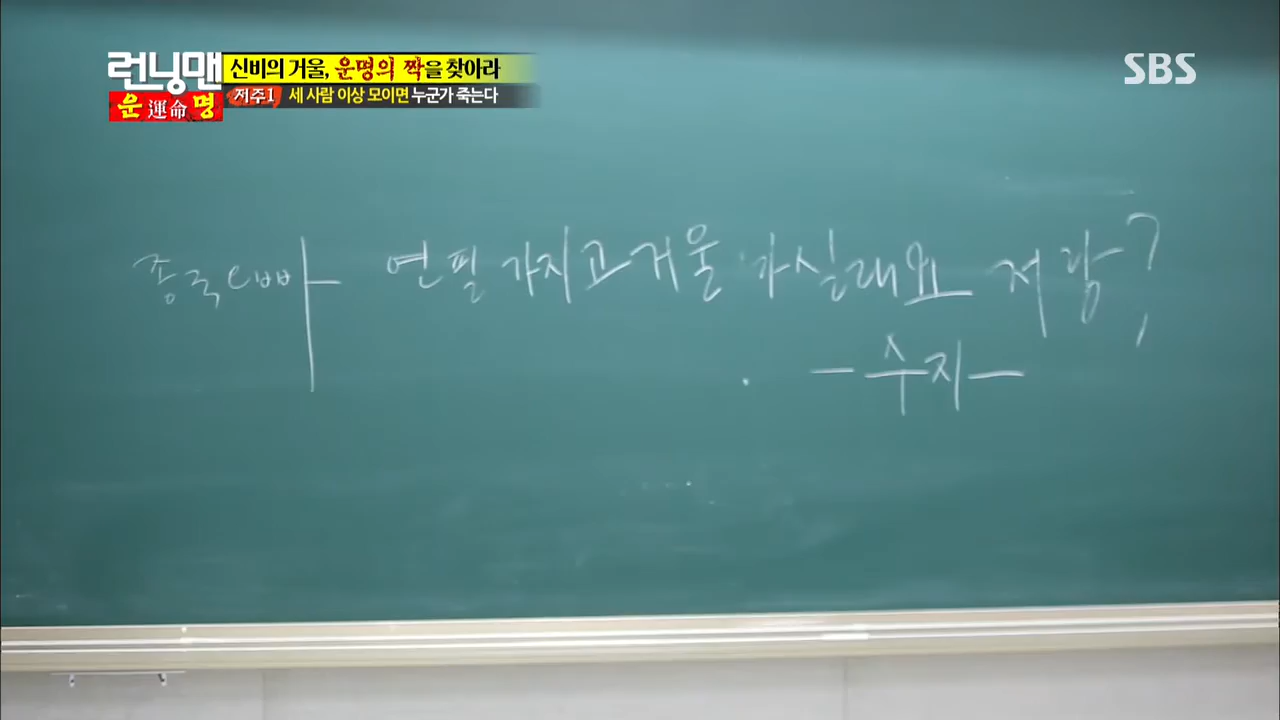 런닝맨
운 運命 명
신비의 거울, 운명의 짝을 찾아라
저주1 세 사람 이상 모이면 누군가 죽는다
SBS
종국오빠 연필 가지고 거울 가실래요 저랑?
-수지-